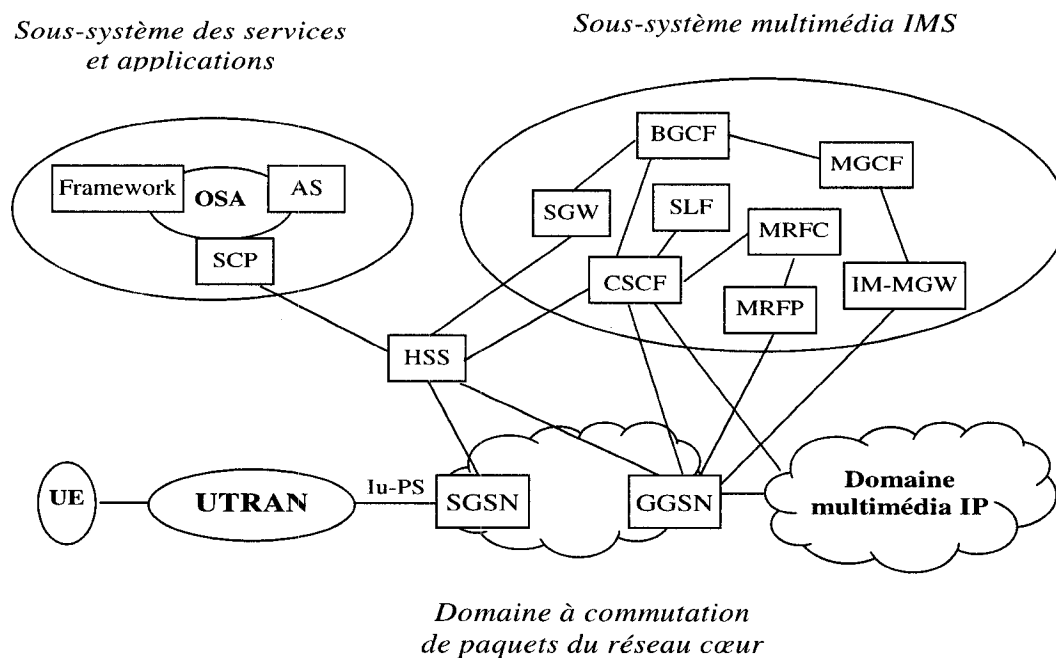 Sous-système des services
et applications
Sous-système multimédia IMS
BGCF
MGCF
Framework
OSA
AS
SGW
SLF
MRFC
SCP
CSCF
MRFP
IM-MGW
HSS
UE
UTRAN
Iu-PS
SGSN
GGSN
Domaine
multimédia IP
Domaine à commutation
de paquets du réseau cœur